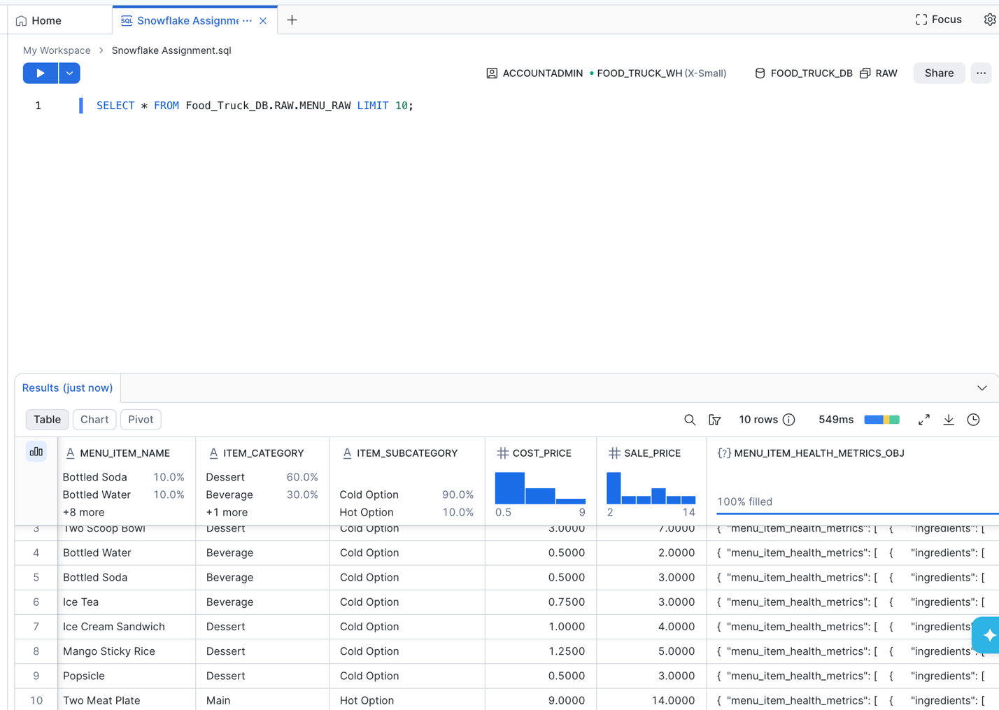 Home
SQL Snowflake Assignme ···
Focus
My Workspace > Snowflake Assignment.sql
ACCOUNTADMIN • FOOD_TRUCK_WH (X-Small) FOOD_TRUCK_DB RAW Share ···
1 SELECT * FROM Food_Truck_DB.RAW.MENU_RAW LIMIT 10;
Results (just now)
Table Chart Pivot 10 rows 549ms
A MENU_ITEM_NAME A ITEM_CATEGORY A ITEM_SUBCATEGORY # COST_PRICE # SALE_PRICE {?} MENU_ITEM_HEALTH_METRICS_OBJ
Bottled Soda 10.0% Dessert 60.0%
Bottled Water 10.0% Beverage 30.0% Cold Option 90.0% 100% filled
+8 more +1 more Hot Option 10.0% 0.5 9 2 14
3 Two Scoop Bowl Dessert Cold Option 3.0000 7.0000 { "menu_item_health_metrics": [ { "ingredients": [
4 Bottled Water Beverage Cold Option 0.5000 2.0000 { "menu_item_health_metrics": [ { "ingredients": [
5 Bottled Soda Beverage Cold Option 0.5000 3.0000 { "menu_item_health_metrics": [ { "ingredients": [
6 Ice Tea Beverage Cold Option 0.7500 3.0000 { "menu_item_health_metrics": [ { "ingredients": [
7 Ice Cream Sandwich Dessert Cold Option 1.0000 4.0000 { "menu_item_health_metrics": [ { "ingredients"
8 Mango Sticky Rice Dessert Cold Option 1.2500 5.0000 { "menu_item_health_metrics": [ { "ingredients"
9 Popsicle Dessert Cold Option 0.5000 3.0000 { "menu_item_health_metrics": [ { "ingredients": [
10 Two Meat Plate Main Hot Option 9.0000 14.0000 { "menu_item_health_metrics": [ { "ingredients": [